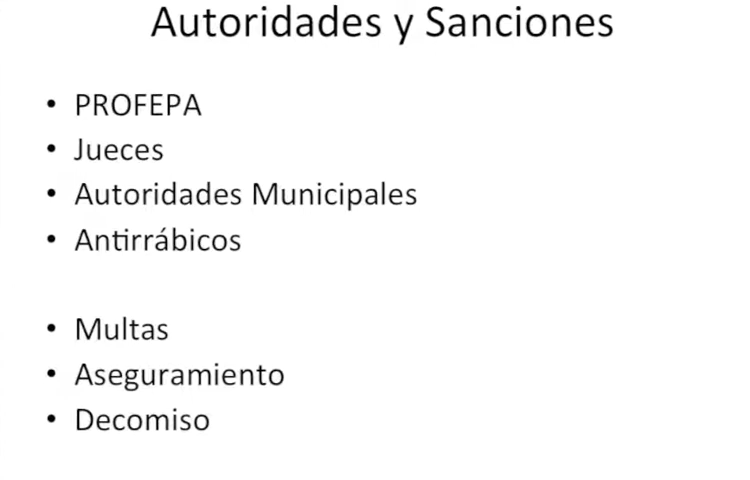 Autoridades y Sanciones
• PROFEPA
• Jueces
• Autoridades Municipales
• Antirrábicos
• Multas
• Aseguramiento
• Decomiso